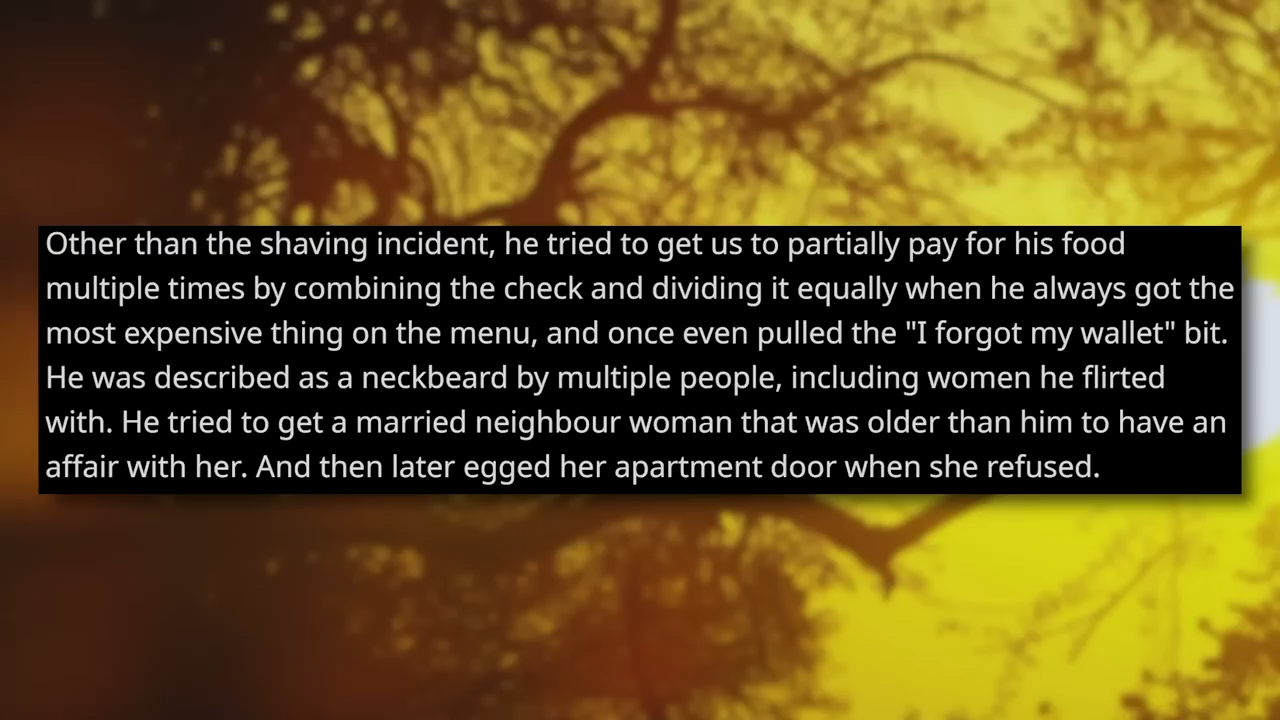 Other than the shaving incident, he tried to get us to partially pay for his food
multiple times by combining the check and dividing it equally when he always got the
most expensive thing on the menu, and once even pulled the "I forgot my wallet" bit.
He was described as a neckbeard by multiple people, including women he flirted
with. He tried to get a married neighbour woman that was older than him to have an
affair with her. And then later egged her apartment door when she refused.